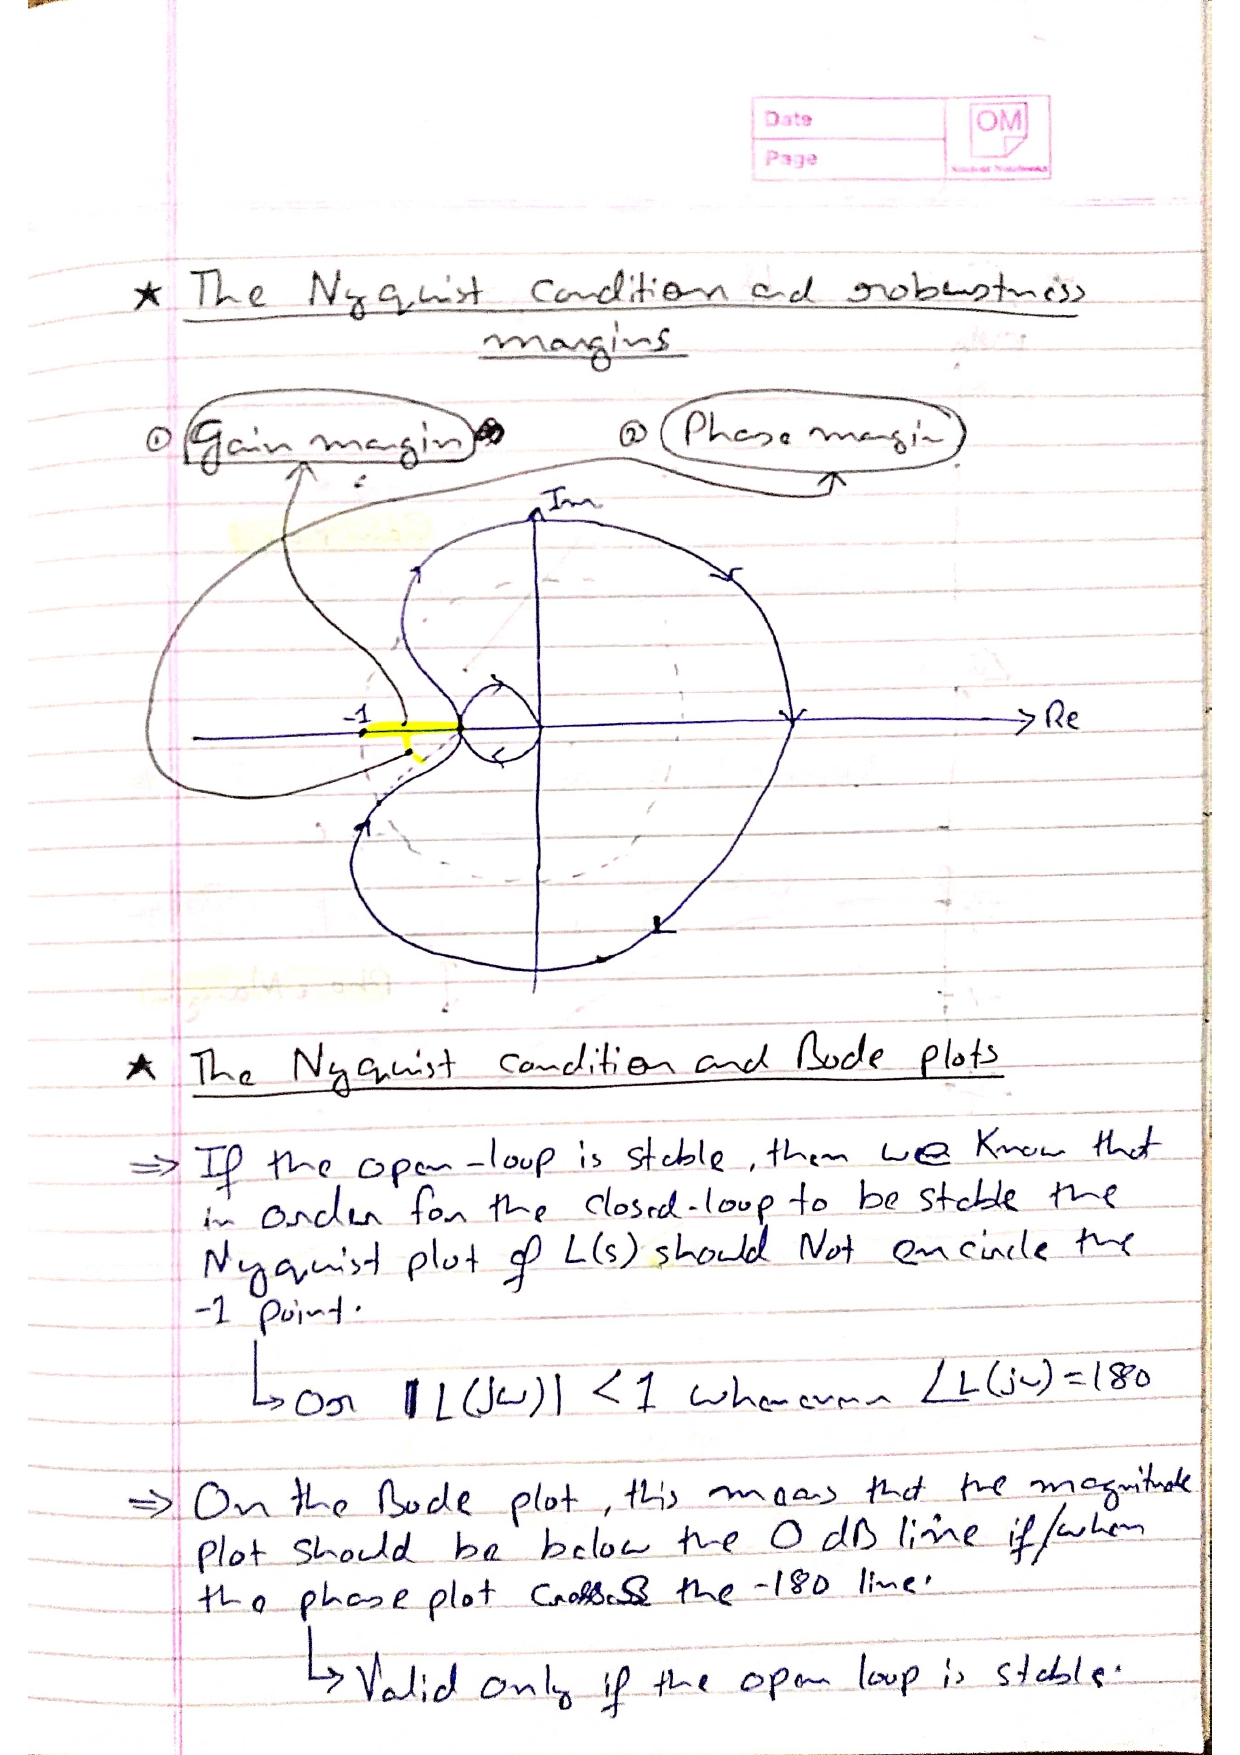 Date
OM
Page
★ The Nyquist condition and robustness
margins
① Gain margin
② Phase margin
Im
-1
Re
★ The Nyquist condition and Bode plots
⇒ If the open-loop is stable, then we know that
in order for the closed-loop to be stable the
Nyquist plot of L(s) should Not encircle the
-1 point.
↳ Or |L(jω)| < 1 whenever ∠L(jω) = 180
⇒ On the Bode plot, this means that the magnitude
plot should be below the 0 dB line if/when
the phase plot crosses the -180 line.
↳ Valid only if the open loop is stable.